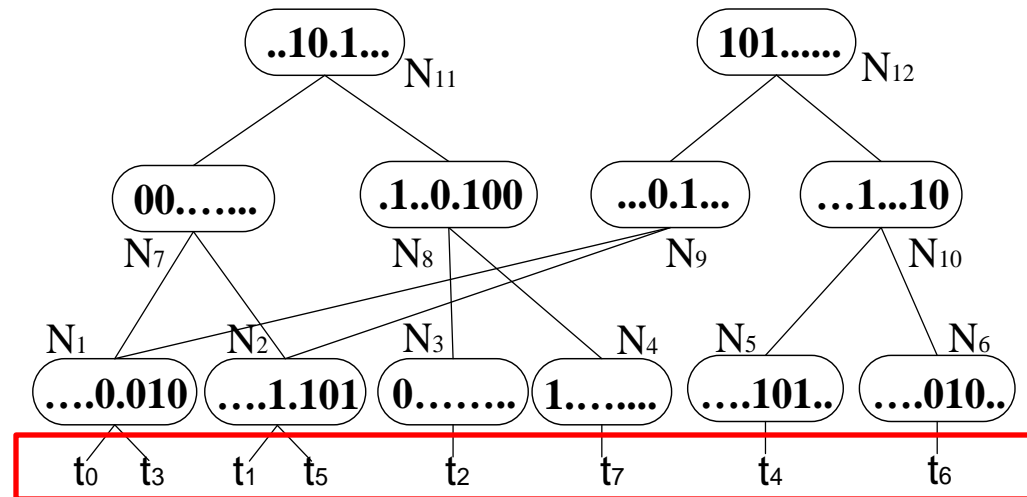 ..10.1...
101......
N11
N12
00.......
.1..0.100
...0.1...
...1...10
N7
N8
N9
N10
N1
N2
N3
N4
N5
N6
....0.010
....1.101
0........
1........
....101..
....010..
t0 t3 t1 t5 t2 t7 t4 t6